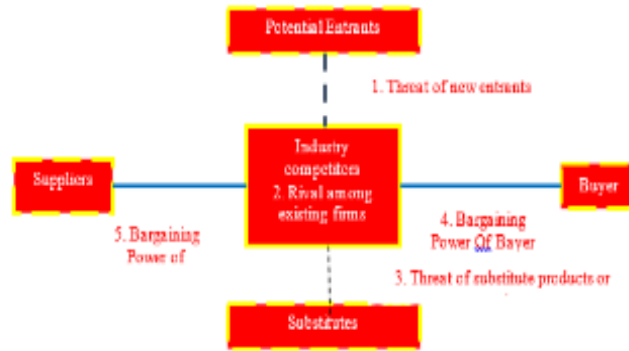 Potential Entrants
1. Threat of new entrants
Industry
competitors
2. Rival among
existing firms
Suppliers
Buyer
5. Bargaining
Power of
4. Bargaining
Power Of Bayer
3. Threat of substitute products or
Substitutes